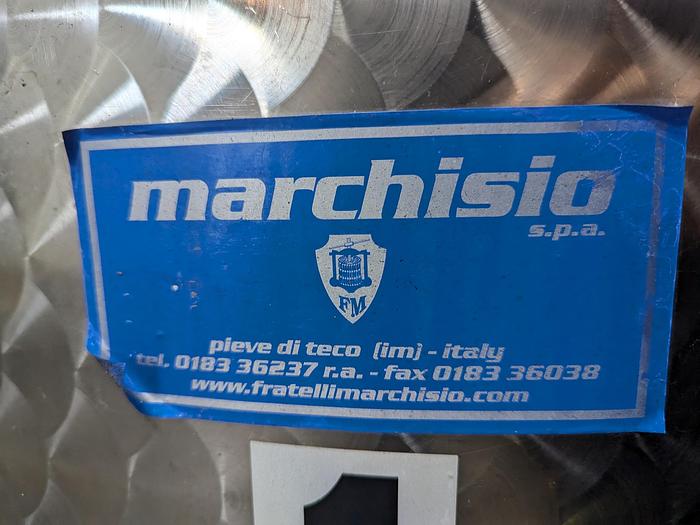 marchisio
s.p.a.
FM
pieve di teco (im) - italy
tel. 0183 36237 r.a. - fax 0183 36038
www.fratellimarchisio.com
1